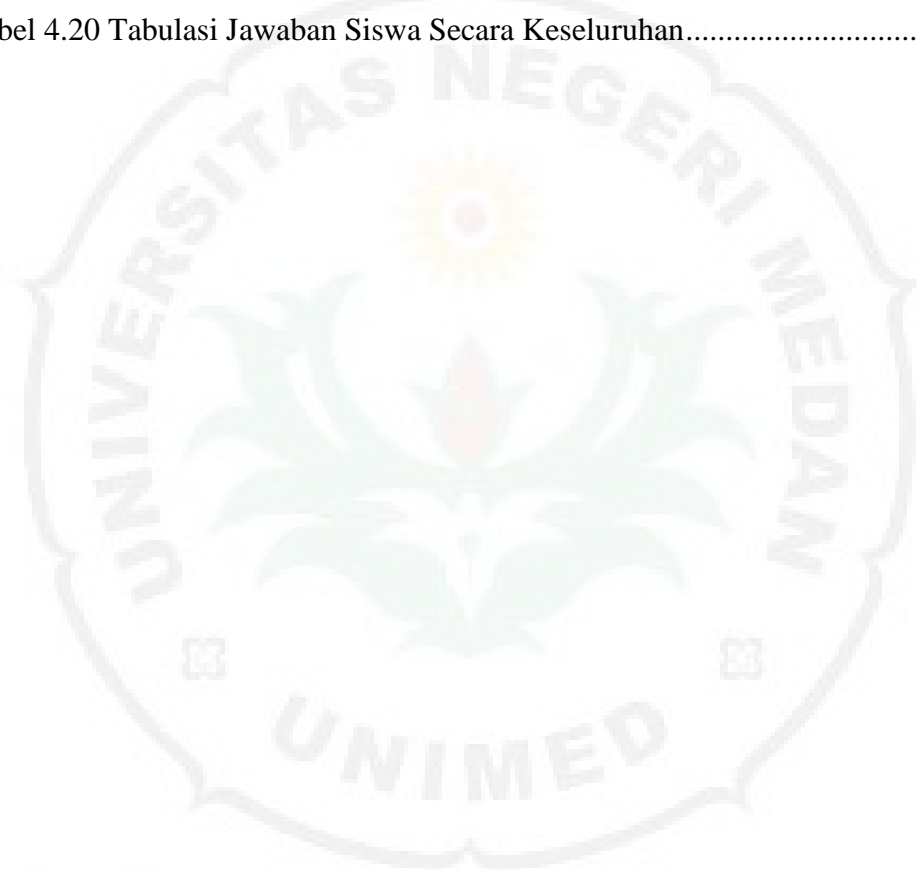 bel 4.20 Tabulasi Jawaban Siswa Secara Keseluruhan.............................
UNIVERSITAS NEGERI MEDAN
UNIMED